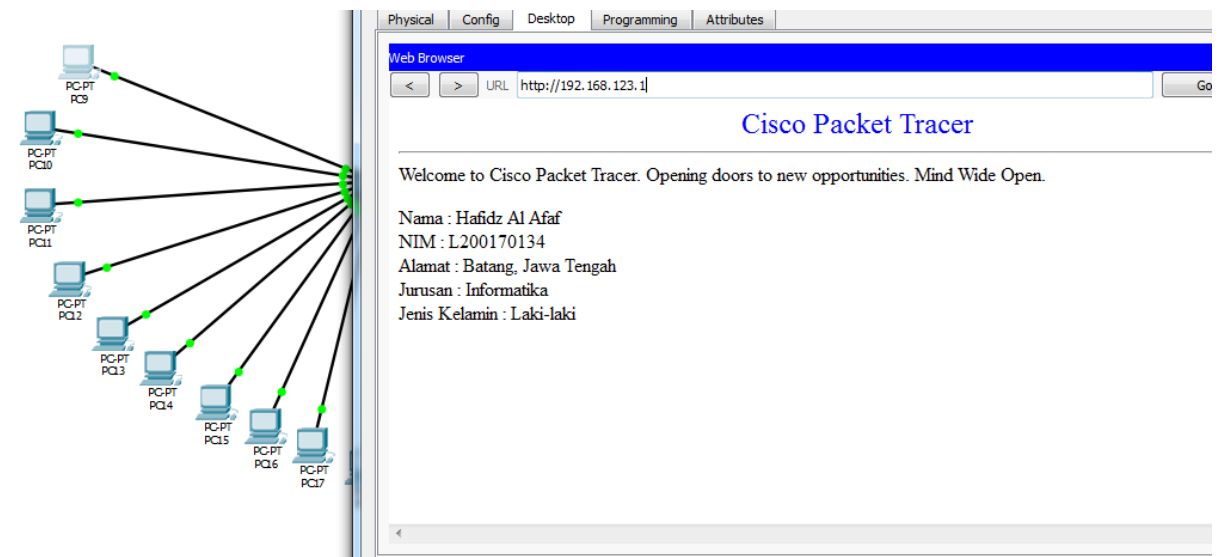 Physical Config Desktop Programming Attributes
Web Browser
< > URL http://192.168.123.1 Go
Cisco Packet Tracer
Welcome to Cisco Packet Tracer. Opening doors to new opportunities. Mind Wide Open.
Nama : Hafidz Al Afaf
NIM : L200170134
Alamat : Batang, Jawa Tengah
Jurusan : Informatika
Jenis Kelamin : Laki-laki
PC-PT
PC9
PC-PT
PC10
PC-PT
PC11
PC-PT
PC12
PC-PT
PC13
PC-PT
PC14
PC-PT
PC15
PC-PT
PC16
PC-PT
PC17